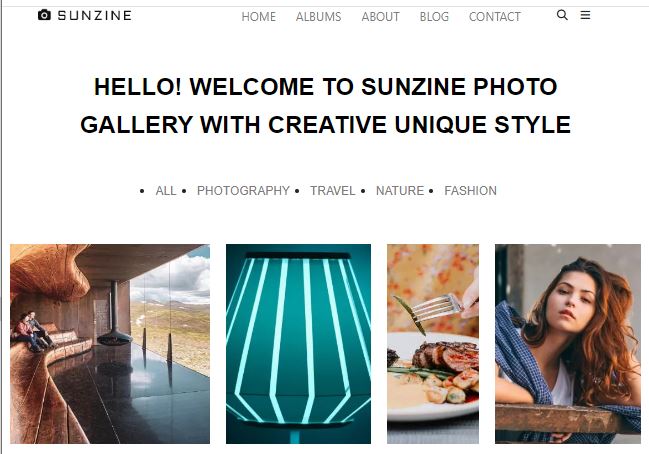 SUNZINE HOME ALBUMS ABOUT BLOG CONTACT
HELLO! WELCOME TO SUNZINE PHOTO
GALLERY WITH CREATIVE UNIQUE STYLE
• ALL • PHOTOGRAPHY • TRAVEL • NATURE • FASHION